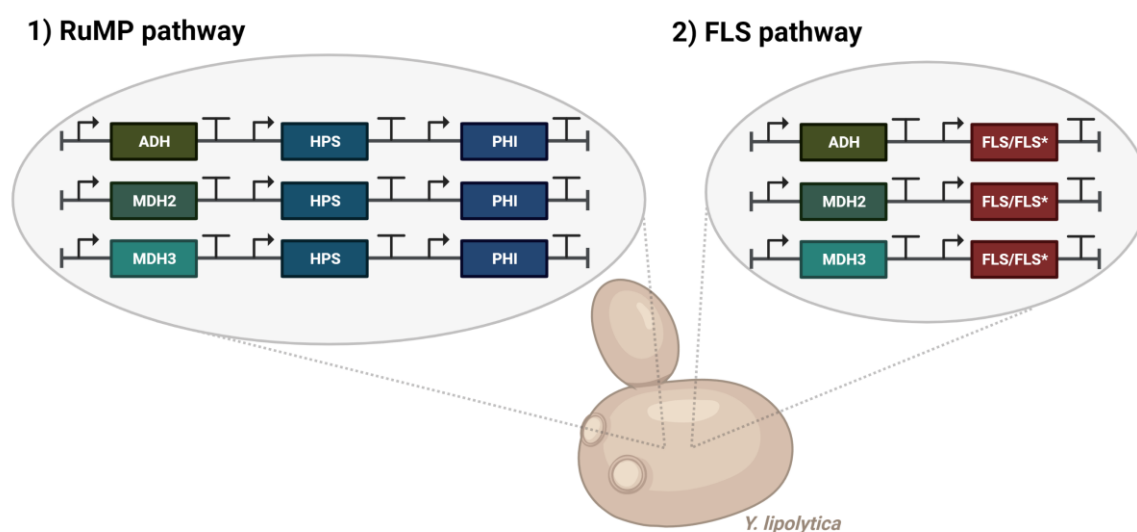 1) RuMP pathway
2) FLS pathway
ADH HPS PHI
MDH2 HPS PHI
MDH3 HPS PHI
ADH FLS/FLS*
MDH2 FLS/FLS*
MDH3 FLS/FLS*
Y. lipolytica